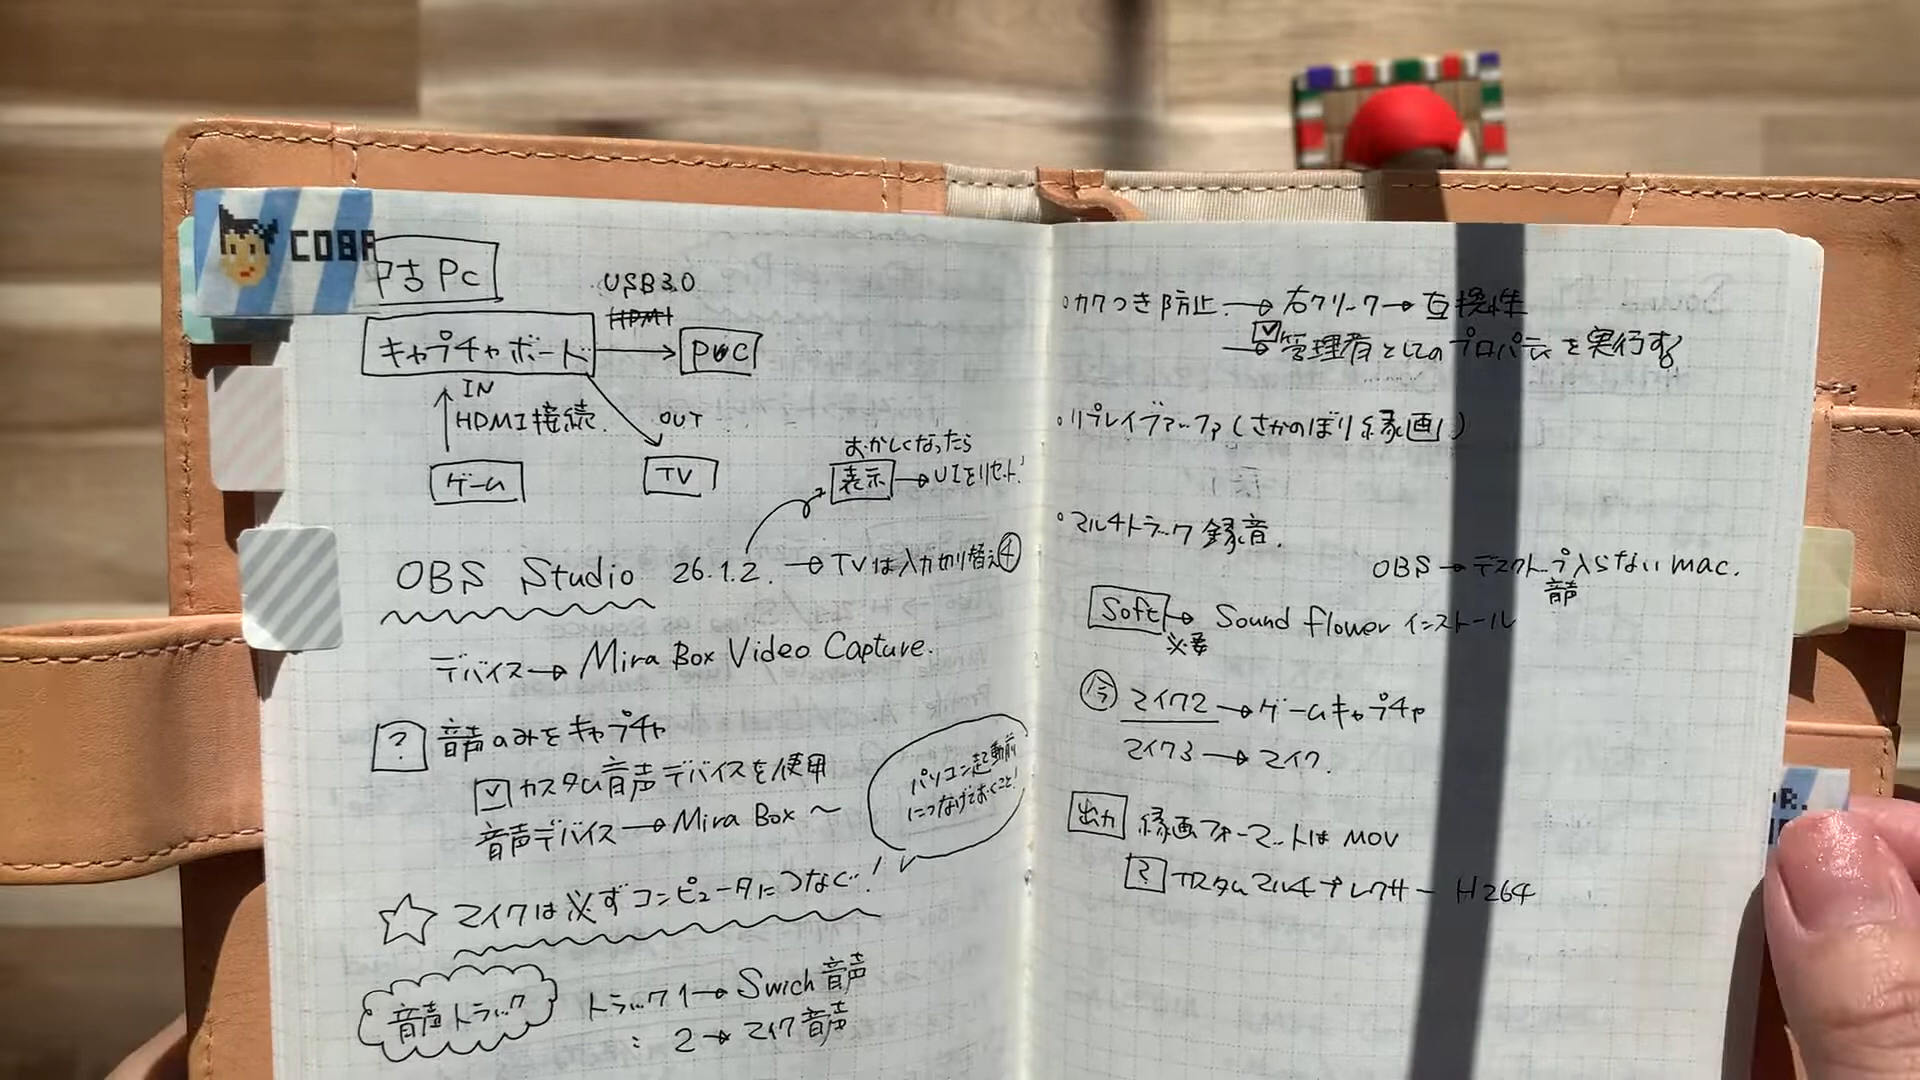 COBA
PC
USB3.0
HDMI
キャプチャボード
PC
IN
HDMI接続
OUT
ゲーム
TV
おかしくなったら
表示→UIをリセット!
OBS Studio 26.1.2. →TVは入力切り替え④
デバイス→Mira Box Video Capture.
? 音声のみをキャプチャ
☑カスタム音声デバイスを使用
音声デバイス→Mira Box〜
パソコン起動前
につなげておくこと!
☆ マイクは必ずコンピュータにつなぐ!
音声トラック
トラック1→Swich音声
: 2→マイク音声
◦カクつき防止→右クリック→互換性
→☑管理者としてのプロパティを実行する
◦リプレイバッファ(さかのぼり録画)
◦マルチトラック録音.
OBS→デスクトップ入らないmac.
音声
Soft→Sound flower インストール
今 マイク2→ゲームキャプチャ
マイク3→マイク.
出力 録画フォーマットはMOV
? カスタムマルチプレクサー H264
R.